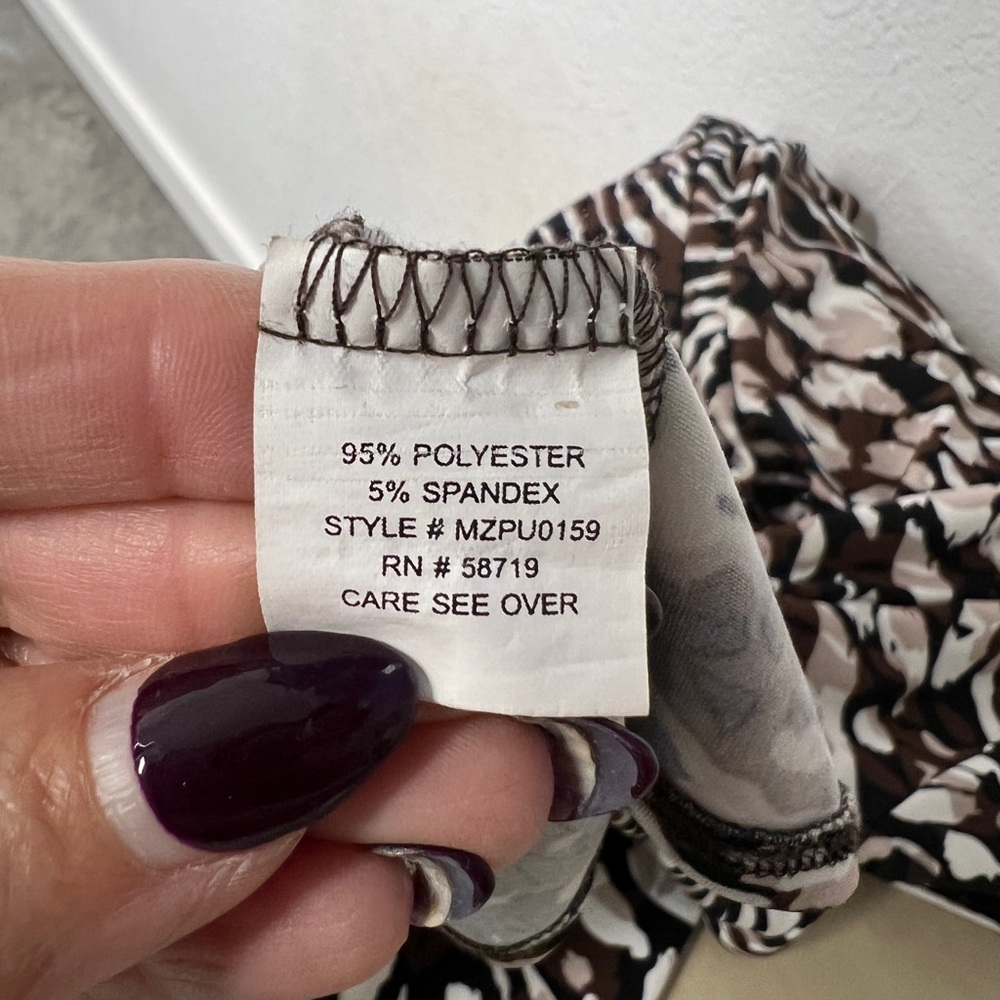 95% POLYESTER
5% SPANDEX
STYLE # MZPU0159
RN # 58719
CARE SEE OVER